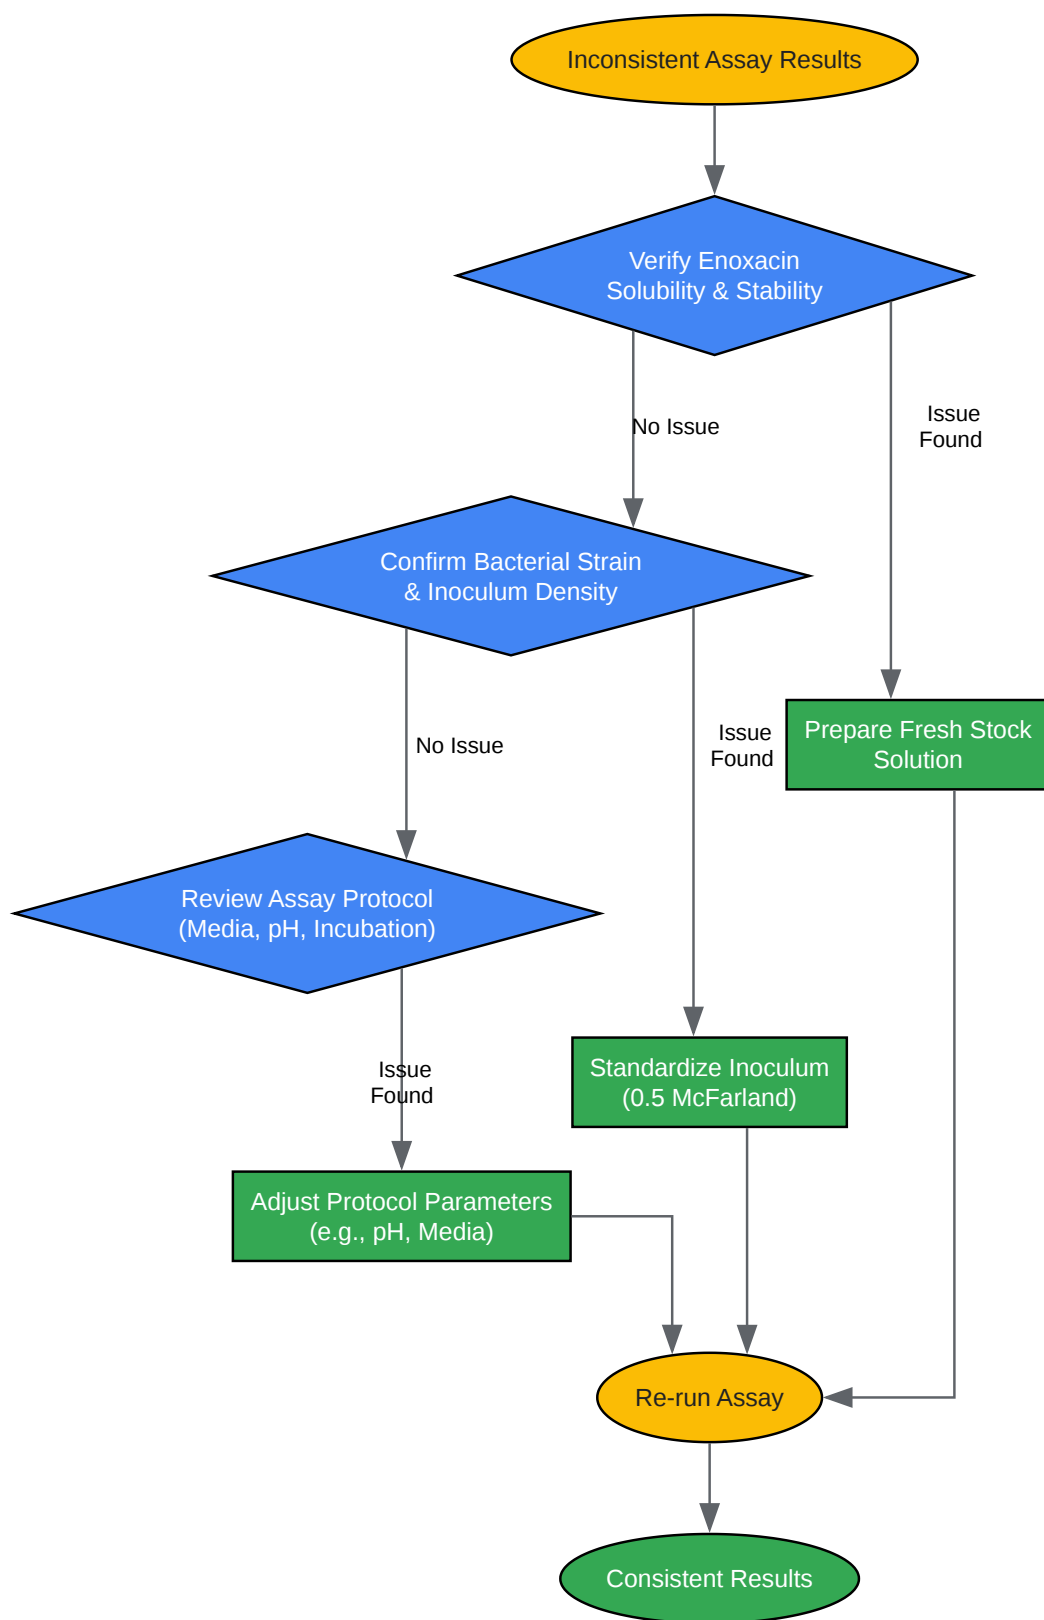 Inconsistent Assay Results
Verify Enoxacin
Solubility & Stability
No Issue
Issue
Found
Confirm Bacterial Strain
& Inoculum Density
No Issue
Issue
Found
Prepare Fresh Stock
Solution
Review Assay Protocol
(Media, pH, Incubation)
Issue
Found
Standardize Inoculum
(0.5 McFarland)
Adjust Protocol Parameters
(e.g., pH, Media)
Re-run Assay
Consistent Results